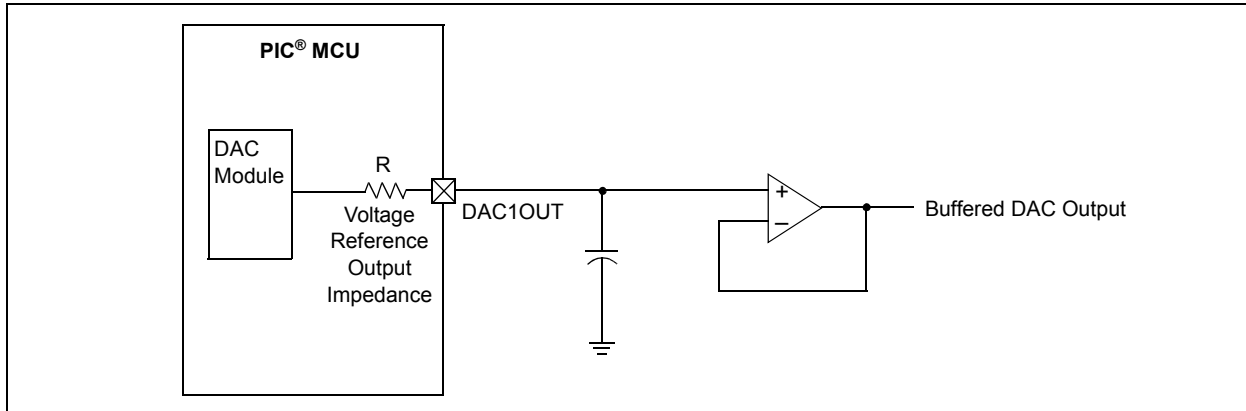 PIC® MCU
DAC
Module
R
Voltage
Reference
Output
Impedance
DAC1OUT
+
–
Buffered DAC Output